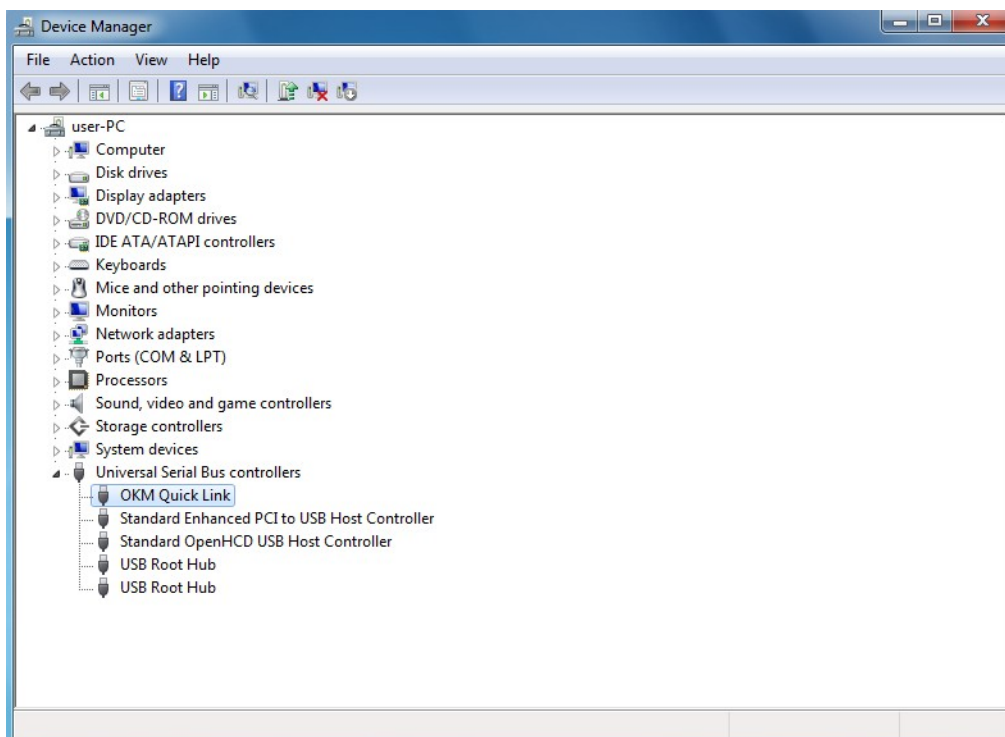 Device Manager
File Action View Help
user-PC
Computer
Disk drives
Display adapters
DVD/CD-ROM drives
IDE ATA/ATAPI controllers
Keyboards
Mice and other pointing devices
Monitors
Network adapters
Ports (COM & LPT)
Processors
Sound, video and game controllers
Storage controllers
System devices
Universal Serial Bus controllers
OKM Quick Link
Standard Enhanced PCI to USB Host Controller
Standard OpenHCD USB Host Controller
USB Root Hub
USB Root Hub